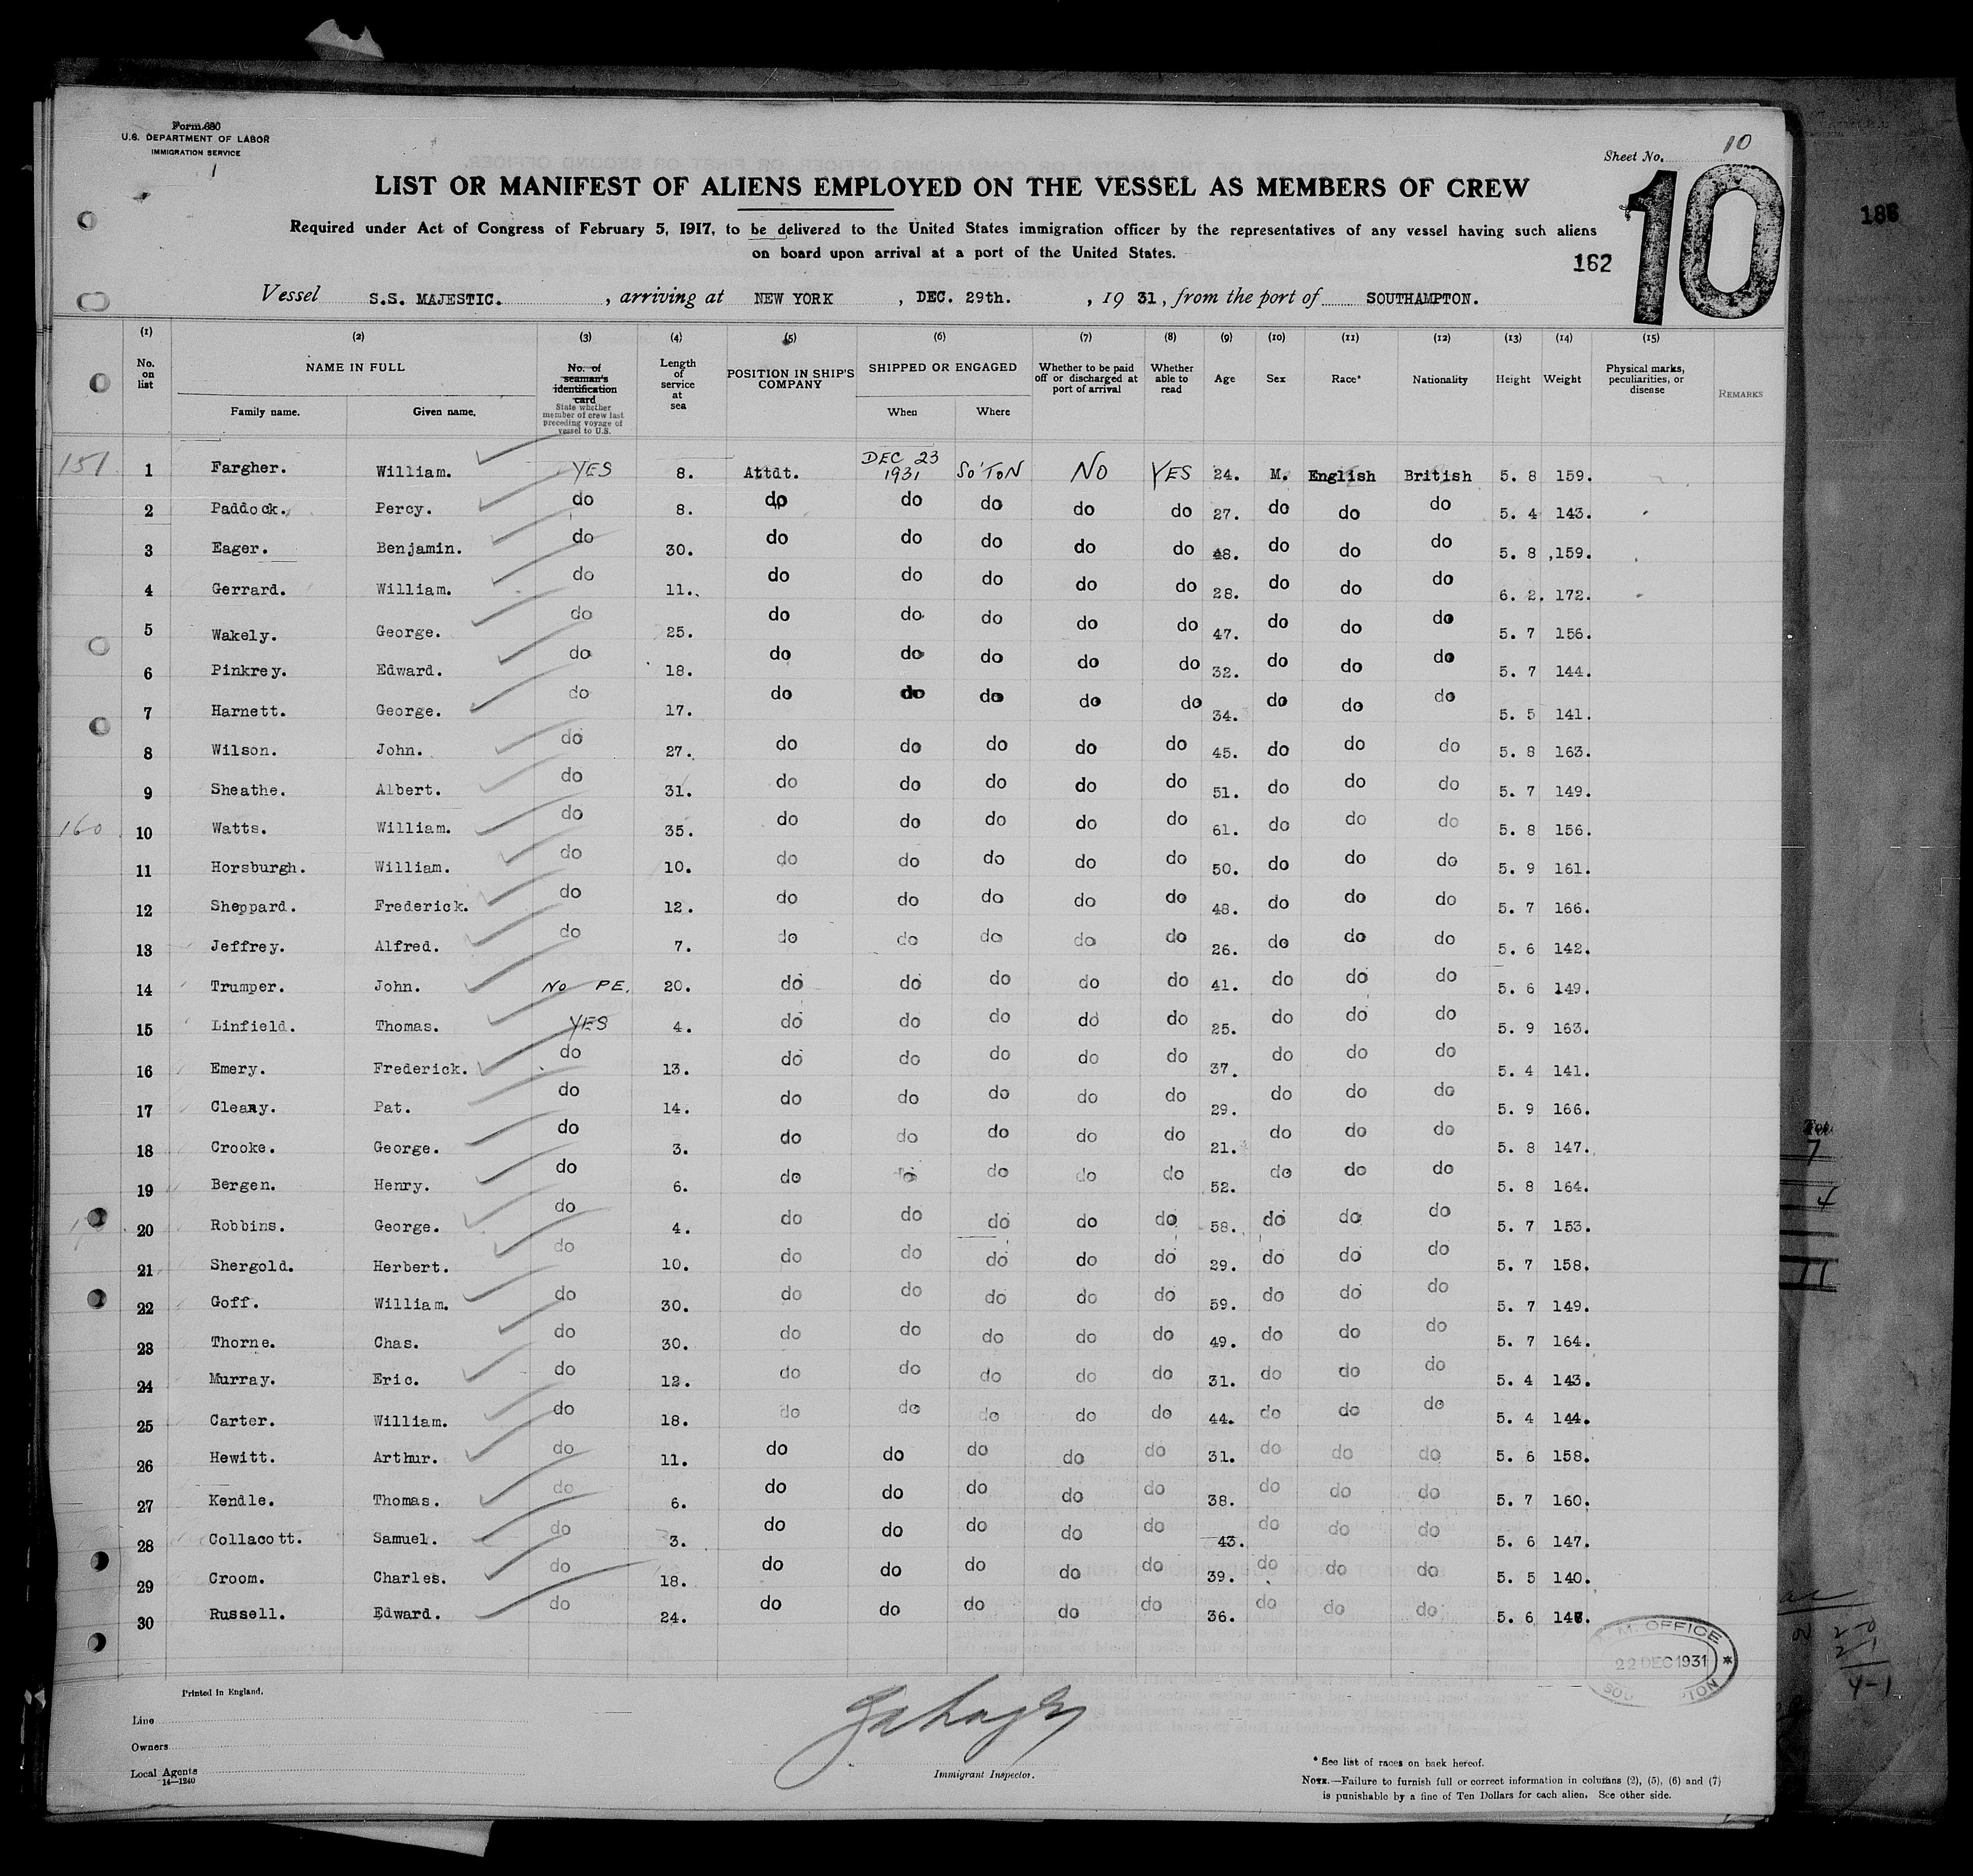 Form 680
U.S. DEPARTMENT OF LABOR
IMMIGRATION SERVICE
1
Sheet No. 10
10
186
LIST OR MANIFEST OF ALIENS EMPLOYED ON THE VESSEL AS MEMBERS OF CREW
Required under Act of Congress of February 5, 1917, to be delivered to the United States immigration officer by the representatives of any vessel having such aliens
on board upon arrival at a port of the United States.
162
Vessel S.S. MAJESTIC. , arriving at NEW YORK , DEC. 29th. , 19 31, from the port of SOUTHAMPTON.
(1) (2) (3) (4) (5) (6) (7) (8) (9) (10) (11) (12) (13) (14) (15)
No. on list NAME IN FULL Family name. Given name. No. of seaman's identification card State whether member of crew last preceding voyage of vessel to U.S. Length of service at sea POSITION IN SHIP'S COMPANY SHIPPED OR ENGAGED When Where Whether to be paid off or discharged at port of arrival Whether able to read Age Sex Race* Nationality Height Weight Physical marks, peculiarities, or disease REMARKS
151 1 Fargher. William. YES 8. Attdt. DEC 23 1931 So'TON NO YES 24. M. English British 5. 8 159.
2 Paddock. Percy. do 8. do do do do do 27. do do do 5. 4 143.
3 Eager. Benjamin. do 30. do do do do do 48. do do do 5. 8 ,159.
4 Gerrard. William. do 11. do do do do do 28. do do do 6. 2. 172.
5 Wakely. George. do 25. do do do do do 47. do do do 5. 7 156.
6 Pinkrey. Edward. do 18. do do do do do 32. do do do 5. 7 144.
7 Harnett. George. do 17. do do do do do 34. do do do 5. 5 141.
8 Wilson. John. do 27. do do do do do 45. do do do 5. 8 163.
9 Sheathe. Albert. do 31. do do do do do 51. do do do 5. 7 149.
160 10 Watts. William. do 35. do do do do do 61. do do do 5. 8 156.
11 Horsburgh. William. do 10. do do do do do 50. do do do 5. 9 161.
12 Sheppard. Frederick. do 12. do do do do do 48. do do do 5. 7 166.
13 Jeffrey. Alfred. do 7. do do do do do 26. do do do 5. 6 142.
14 Trumper. John. No PE. 20. do do do do do 41. do do do 5. 6 149.
15 Linfield. Thomas. YES 4. do do do do do 25. do do do 5. 9 163.
16 Emery. Frederick. do 13. do do do do do 37. do do do 5. 4 141.
17 Cleary. Pat. do 14. do do do do do 29. do do do 5. 9 166.
18 Crooke. George. do 3. do do do do do 21. do do do 5. 8 147.
19 Bergen. Henry. do 6. do do do do do 52. do do do 5. 8 164.
20 Robbins. George. do 4. do do do do do 58. do do do 5. 7 153.
21 Shergold. Herbert. do 10. do do do do do 29. do do do 5. 7 158.
22 Goff. William. do 30. do do do do do 59. do do do 5. 7 149.
23 Thorne. Chas. do 30. do do do do do 49. do do do 5. 7 164.
24 Murray. Eric. do 12. do do do do do 31. do do do 5. 4 143.
25 Carter. William. do 18. do do do do do 44. do do do 5. 4 144.
26 Hewitt. Arthur. do 11. do do do do do 31. do do do 5. 6 158.
27 Kendle. Thomas. do 6. do do do do do 38. do do do 5. 7 160.
28 Collacott. Samuel. do 3. do do do do do 43. do do do 5. 6 147.
29 Croom. Charles. do 18. do do do do do 39. do do do 5. 5 140.
30 Russell. Edward. do 24. do do do do do 36. do do do 5. 6
7
4
11
M. OFFICE
22 DEC 1931
Printed in England.
Line
Owners
Local Agents
14—1240
Immigrant Inspector.
* See list of races on back hereof.
NOTE.—Failure to furnish full or correct information in columns (2), (5), (6) and (7)
is punishable by a fine of Ten Dollars for each alien. See other side.